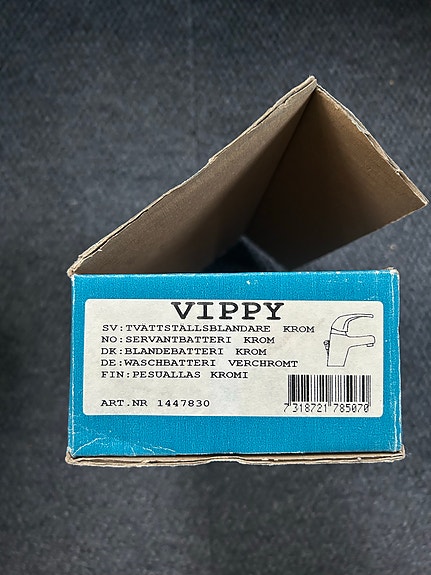 VIPPY
SV:TVÄTTSTÄLLSBLANDARE KROM
NO:SERVANTBATTERI KROM
DK:BLANDEBATTERI KROM
DE:WASCHBATTERI VERCHROMT
FIN:PESUALLAS KROMI
ART.NR 1447830
7 318721 785070